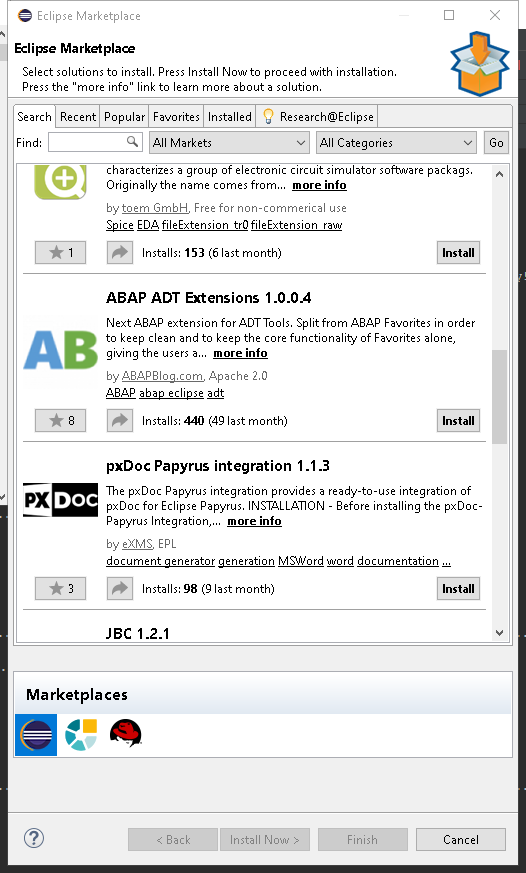 Eclipse Marketplace
Eclipse Marketplace
Select solutions to install. Press Install Now to proceed with installation.
Press the "more info" link to learn more about a solution.
Search Recent Popular Favorites Installed Research@Eclipse
Find: All Markets All Categories Go
characterizes a group of electronic circuit simulator software packags.
Originally the name comes from... more info
by toem GmbH, Free for non-commerical use
Spice EDA fileExtension_tr0 fileExtension_raw
1 Installs: 153 (6 last month) Install
ABAP ADT Extensions 1.0.0.4
AB
Next ABAP extension for ADT Tools. Split from ABAP Favorites in order
to keep clean and to keep the core functionality of Favorites alone,
giving the users a... more info
by ABAPBlog.com, Apache 2.0
ABAP abap eclipse adt
8 Installs: 440 (49 last month) Install
pxDoc Papyrus integration 1.1.3
PXDOC
The pxDoc Papyrus integration provides a ready-to-use integration of
pxDoc for Eclipse Papyrus. INSTALLATION - Before installing the pxDoc-
Papyrus Integration,... more info
by eXMS, EPL
document generator generation MSWord word documentation ...
3 Installs: 98 (9 last month) Install
JBC 1.2.1
Marketplaces
? < Back Install Now > Finish Cancel